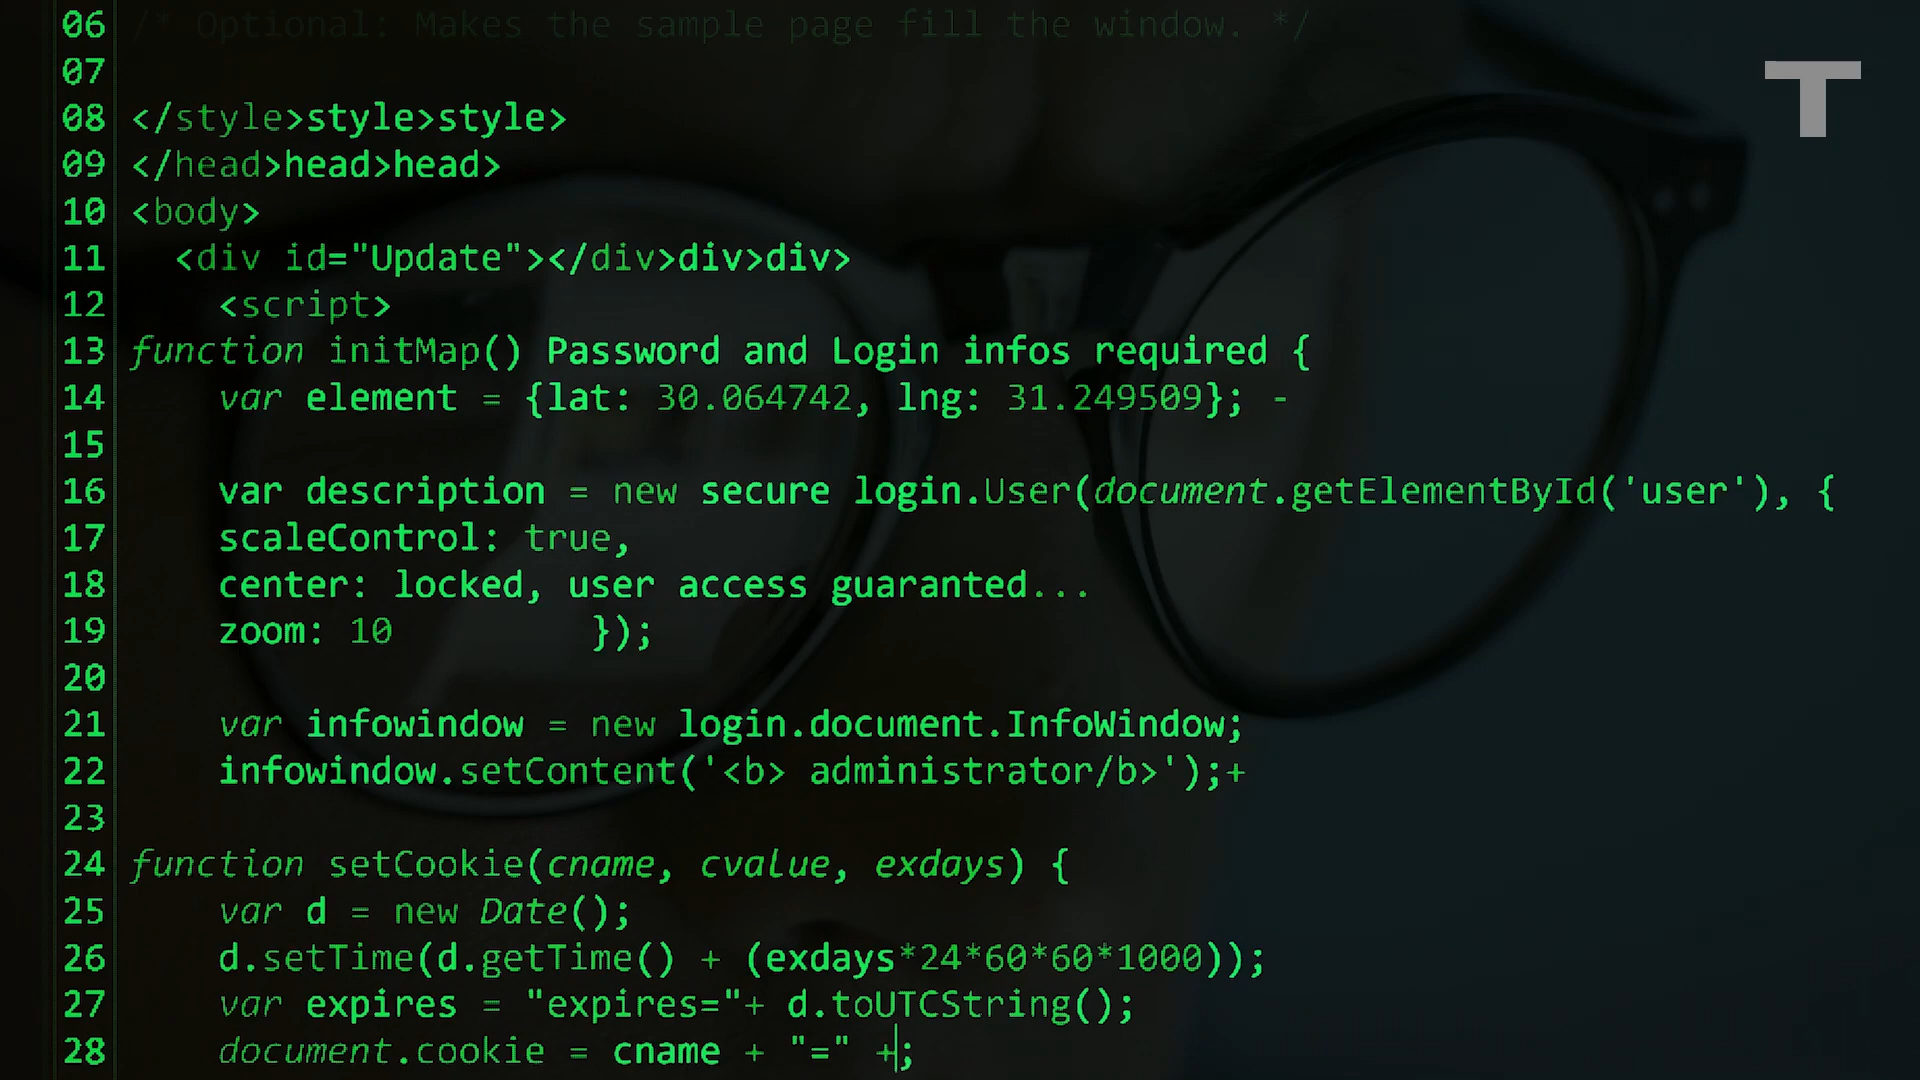 06 /* Optional: Makes the sample page fill the window. */
T
07
08 </style>style>style>
09 </head>head>head>
10 <body>
11 <div id="Update"></div>div>div>
12 <script>
13 function initMap() Password and Login infos required {
14 var element = {lat: 30.064742, lng: 31.249509}; -
15
16 var description = new secure login.User(document.getElementById('user'), {
17 scaleControl: true,
18 center: locked, user access guaranted...
19 zoom: 10 });
20
21 var infowindow = new login.document.InfoWindow;
22 infowindow.setContent('<b> administrator/b>');+
23
24 function setCookie(cname, cvalue, exdays) {
25 var d = new Date();
26 d.setTime(d.getTime() + (exdays*24*60*60*1000));
27 var expires = "expires="+ d.toUTCString();
28 document.cookie = cname + "=" +;